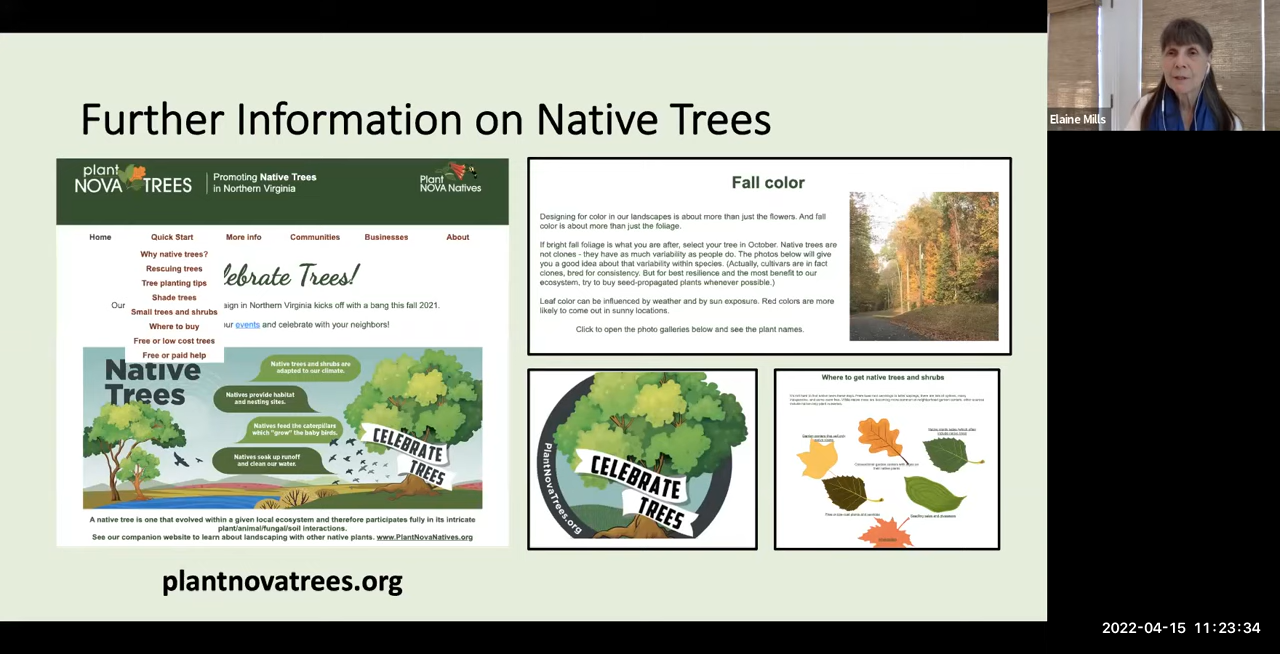 Further Information on Native Trees
Elaine Mills
plant
NOVA TREES
Promoting Native Trees
in Northern Virginia
Plant
NOVA Natives
Home Quick Start More info Communities Businesses About
Why native trees?
Rescuing trees
Tree planting tips
Shade trees
Small trees and shrubs
Where to buy
Free or low cost trees
Free or paid help
lebrate Trees!
Our
aign in Northern Virginia kicks off with a bang this fall 2021.
ur events and celebrate with your neighbors!
Native
Trees
Native trees and shrubs are
adapted to our climate.
Natives provide habitat
and nesting sites.
Natives feed the caterpillars
which "grow" the baby birds.
Natives soak up runoff
and clean our water.
CELEBRATE
TREES
A native tree is one that evolved within a given local ecosystem and therefore participates fully in its intricate
plant/animal/fungal/soil interactions.
See our companion website to learn about landscaping with other native plants. www.PlantNovaNatives.org
Fall color
Designing for color in our landscapes is about more than just the flowers. And fall
color is about more than just the foliage.
If bright fall foliage is what you are after, select your tree in October. Native trees are
not clones - they have as much variability as people do. The photos below will give
you a good idea about that variability within species. (Actually, cultivars are in fact
clones, bred for consistency. But for best resilience and the most benefit to our
ecosystem, try to buy seed-propagated plants whenever possible.)
Leaf color can be influenced by weather and by sun exposure. Red colors are more
likely to come out in sunny locations.
Click to open the photo galleries below and see the plant names.
PlantNovaTrees.org
CELEBRATE
TREES
Where to get native trees and shrubs
plantnovatrees.org
2022-04-15 11:23:34